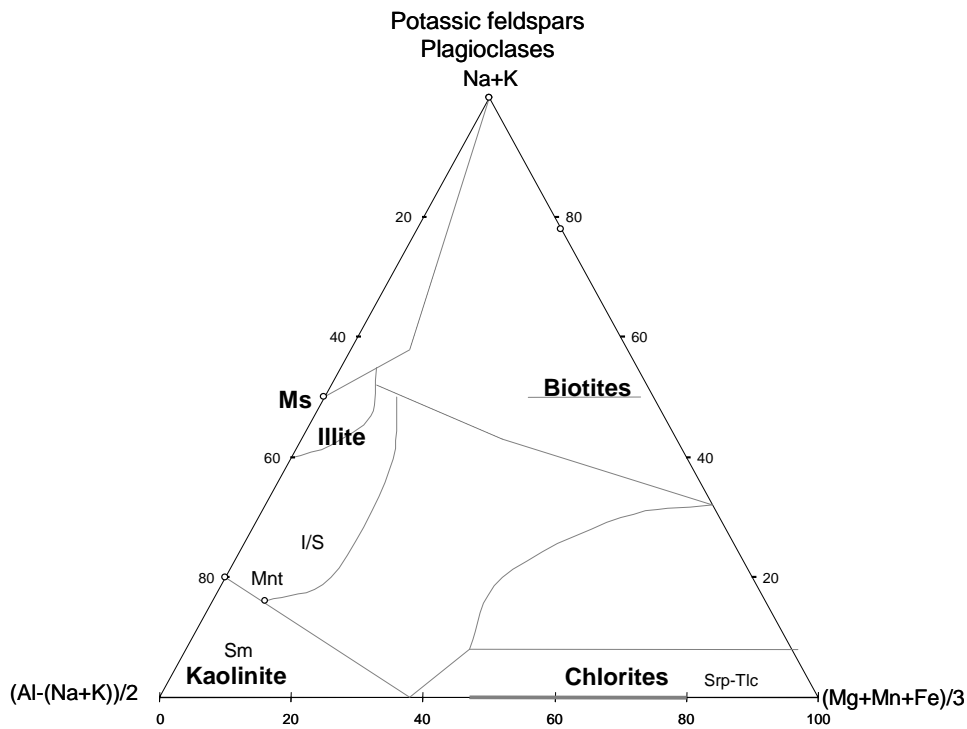 Potassic feldspars
Plagioclases
Na+K
20
80
40
60
Ms
Biotites
Illite
60
40
I/S
80
Mnt
20
Sm
Kaolinite
Chlorites
Srp-Tlc
(Al-(Na+K))/2
(Mg+Mn+Fe)/3
0
20
40
60
80
100